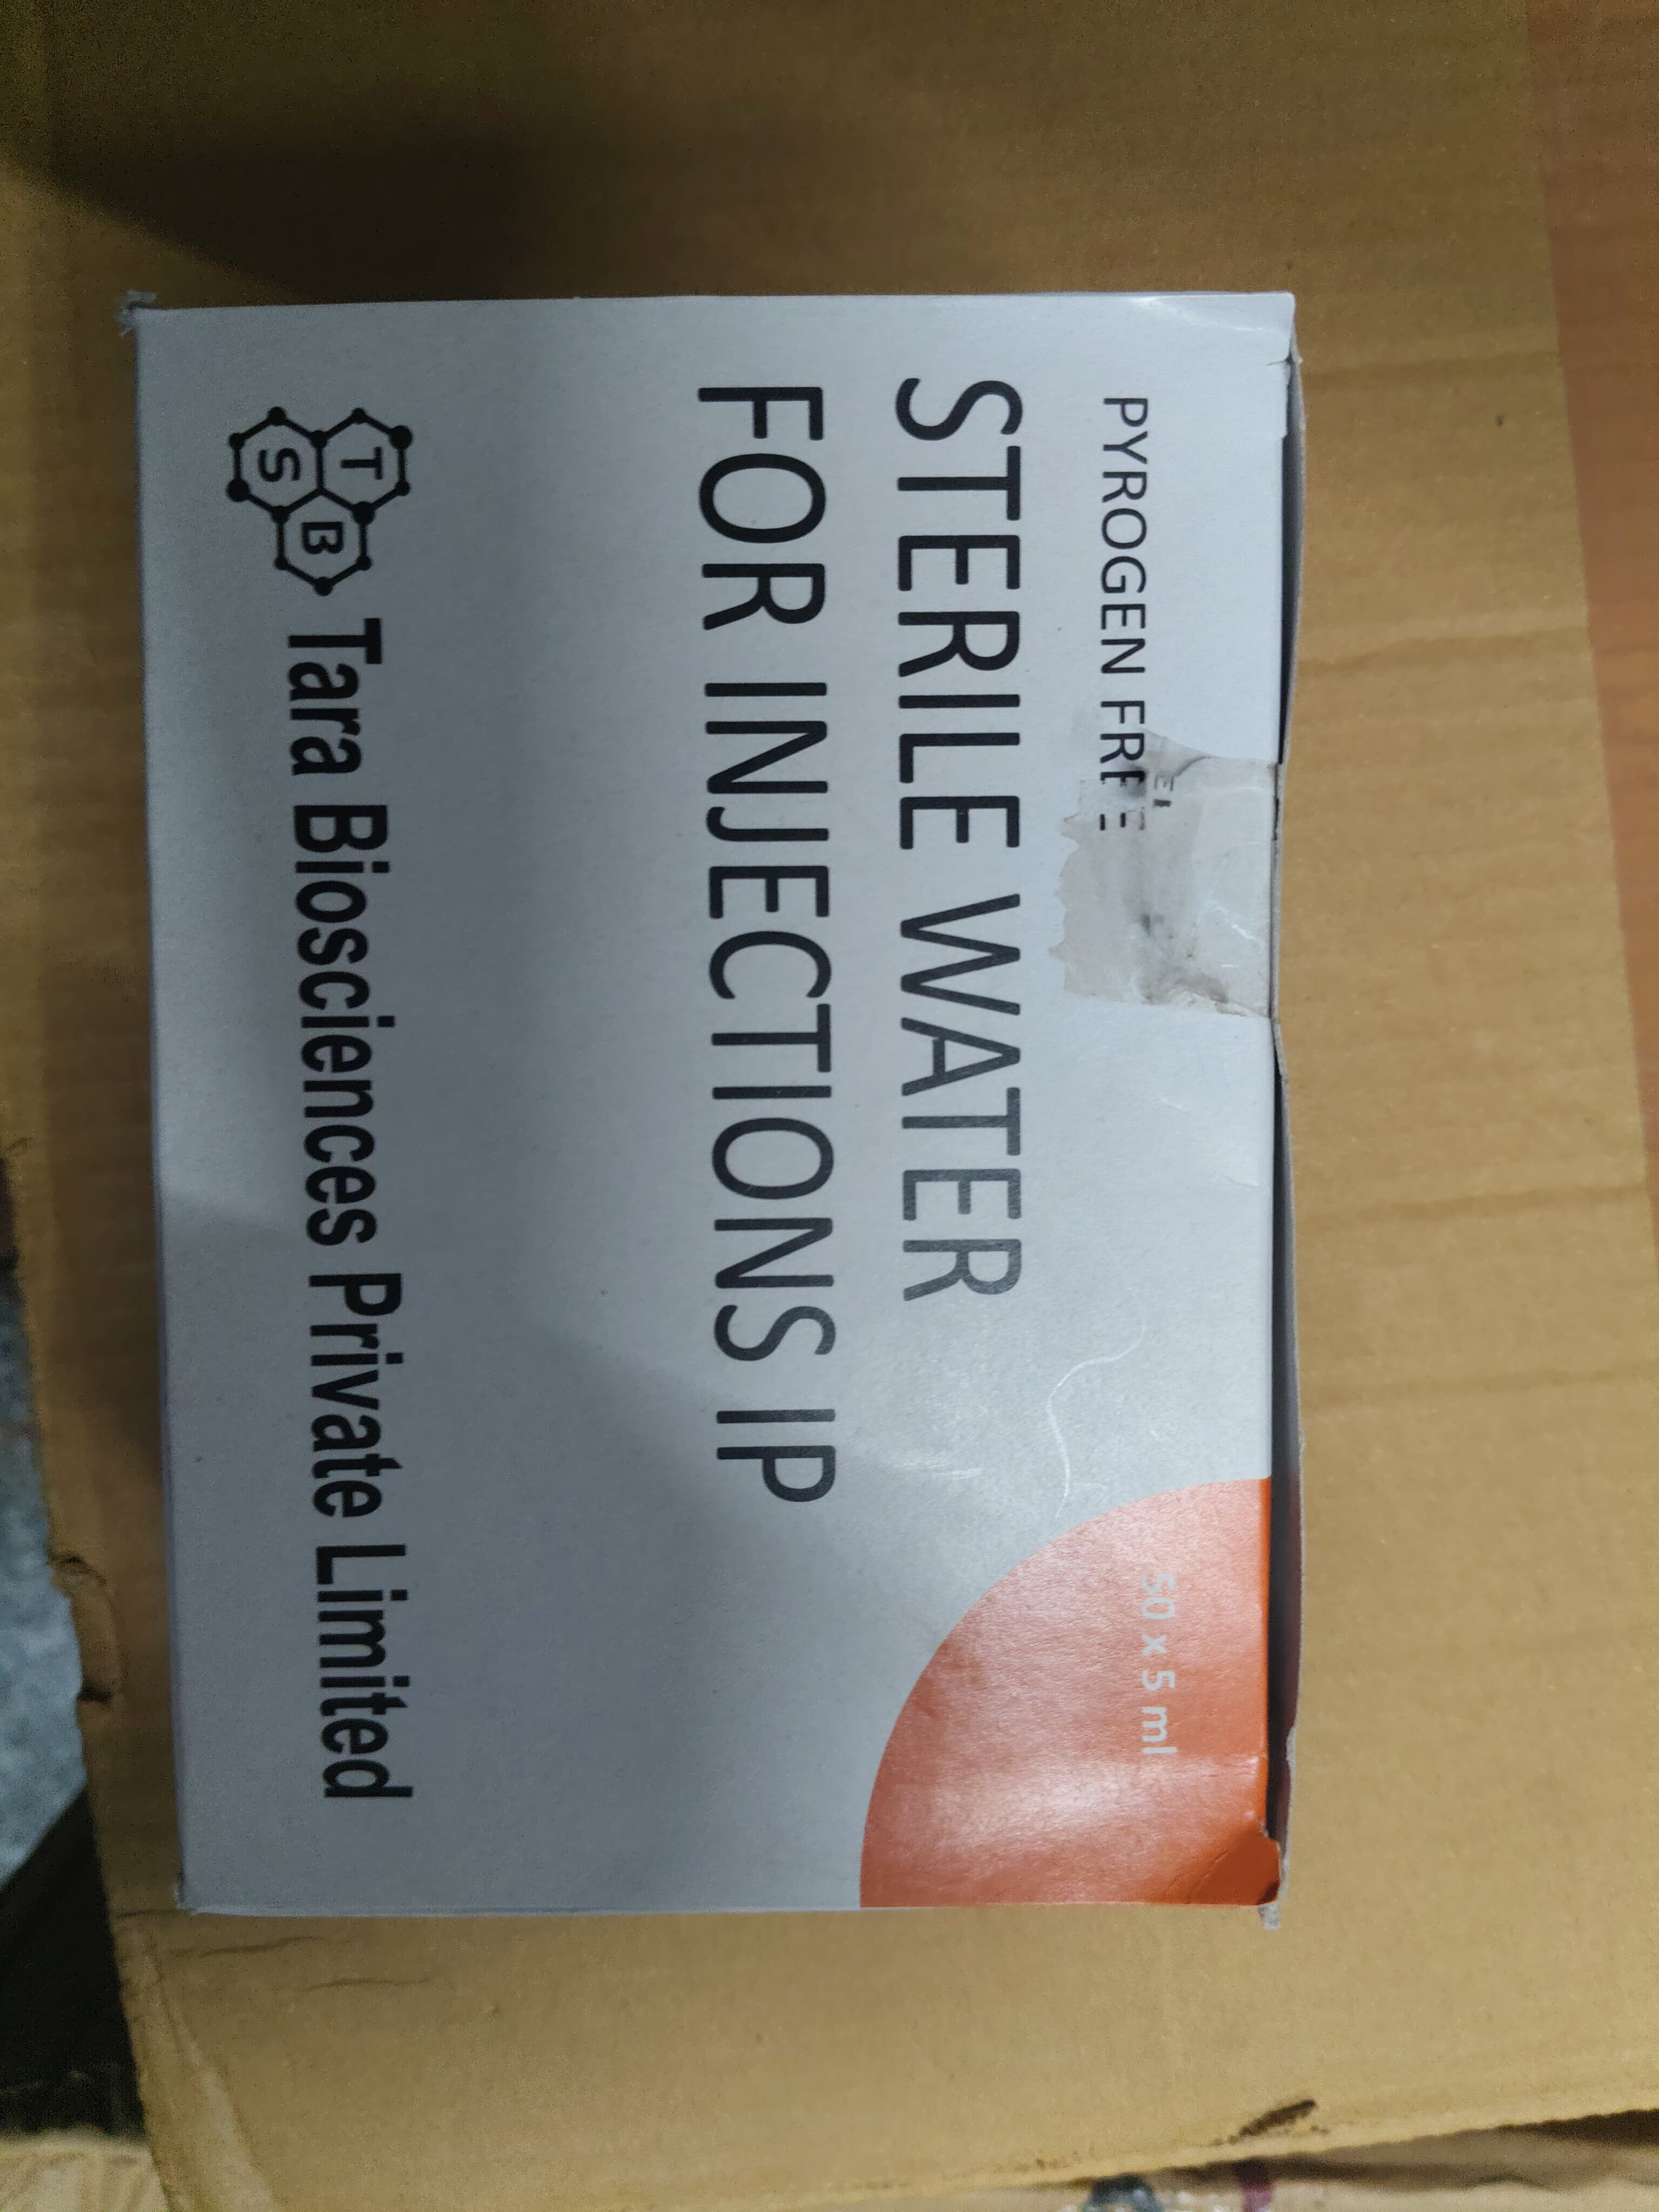 PYROGEN FREE
50 x 5 ml
STERILE WATER
FOR INJECTIONS IP
T
S
B
Tara Biosciences Private Limited